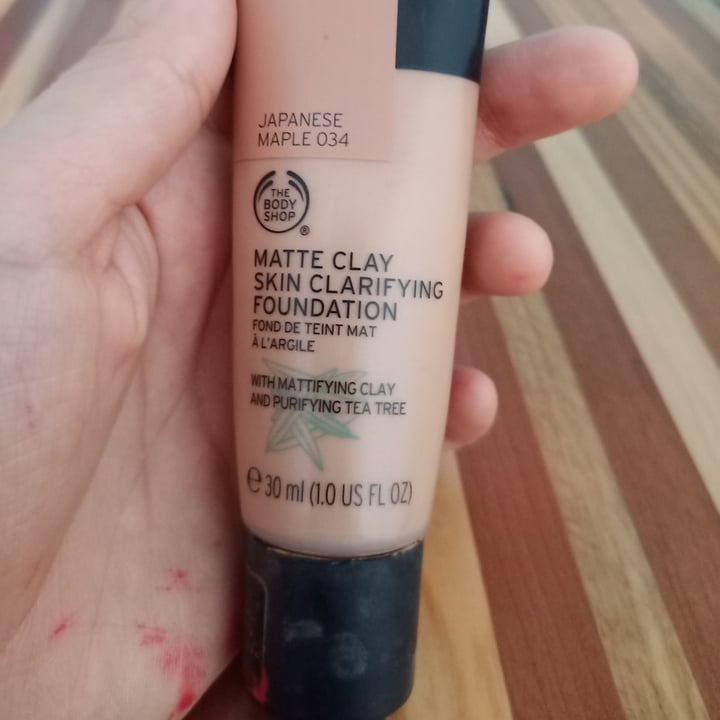 JAPANESE
MAPLE 034
THE
BODY
SHOP
®
MATTE CLAY
SKIN CLARIFYING
FOUNDATION
FOND DE TEINT MAT
À L'ARGILE
WITH MATTIFYING CLAY
AND PURIFYING TEA TREE
℮ 30 ml (1.0 US FL OZ)